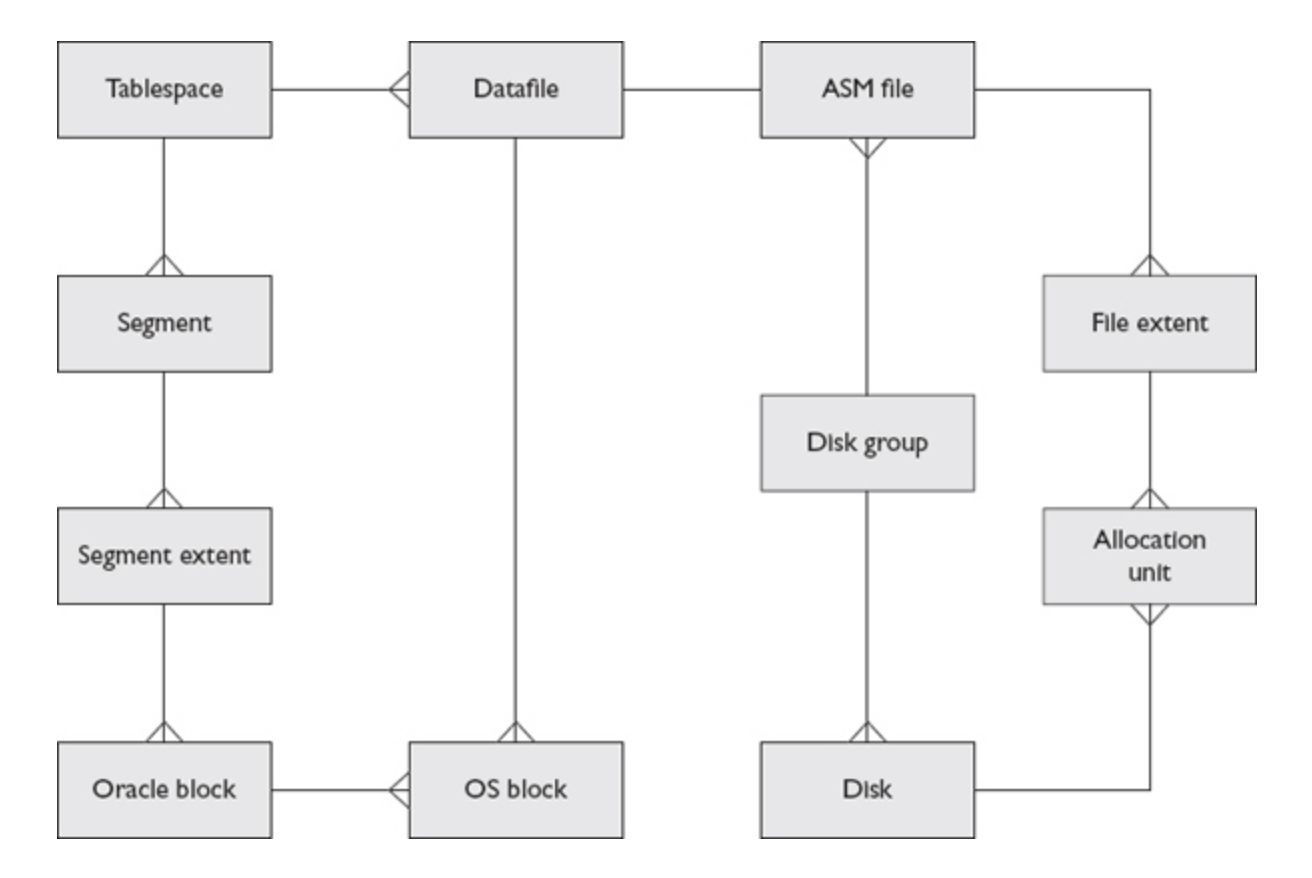 Tablespace
Datafile
ASM file
Segment
File extent
Disk group
Segment extent
Allocation
unit
Oracle block
OS block
Disk